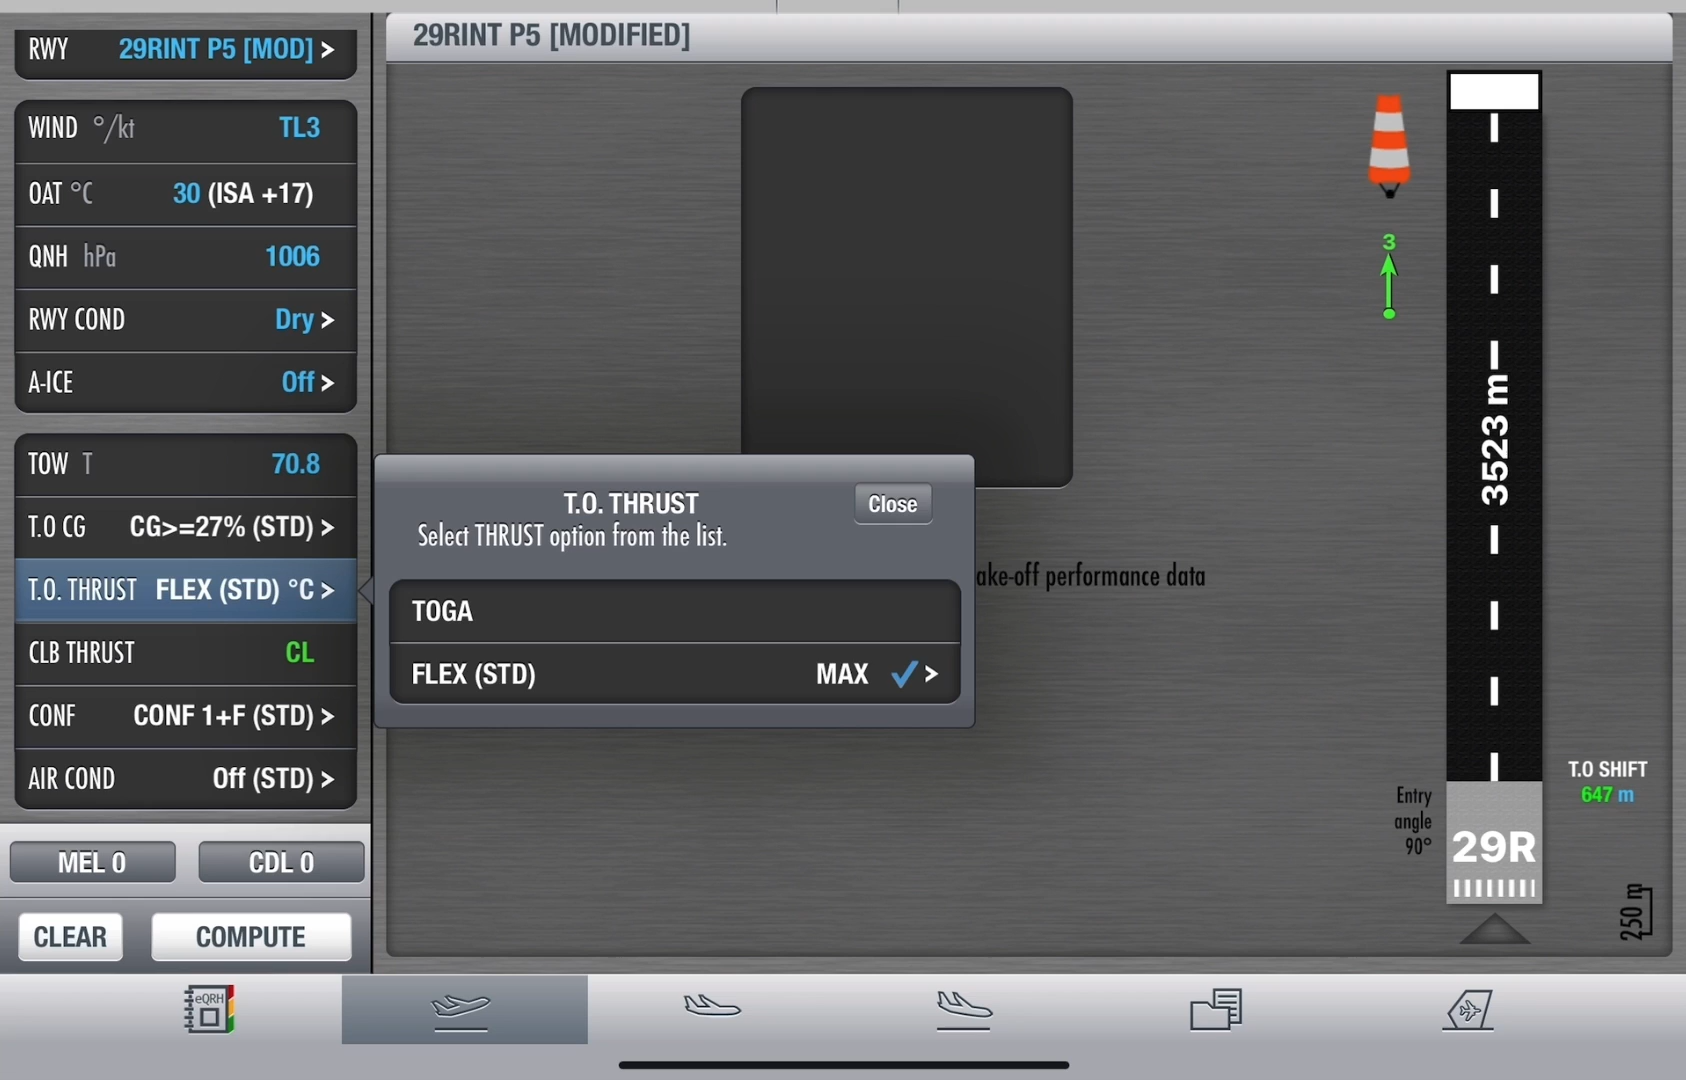 RWY 29RINT P5 [MOD] >
WIND °/kt TL3
OAT °C 30 (ISA +17)
QNH hPa 1006
RWY COND Dry >
A-ICE Off >
TOW T 70.8
T.O CG CG>=27% (STD) >
T.O. THRUST FLEX (STD) °C >
CLB THRUST CL
CONF CONF 1+F (STD) >
AIR COND Off (STD) >
MEL 0 CDL 0
CLEAR COMPUTE
29RINT P5 [MODIFIED]
T.O. THRUST
Close
Select THRUST option from the list.
TOGA
FLEX (STD) MAX >
ake-off performance data
3
3523 m
T.O SHIFT
647 m
Entry
angle
90°
29R
250 m
eQRH